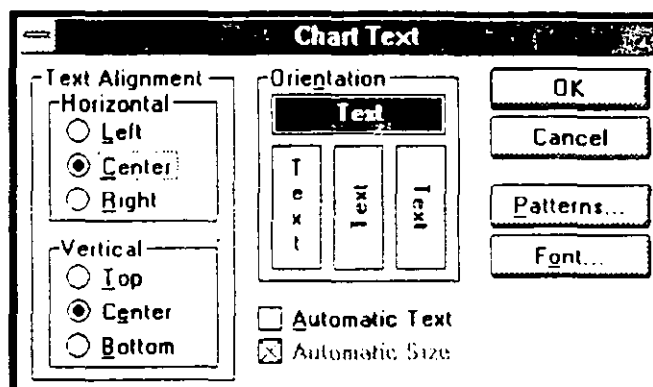 Chart Text
Text Alignment
Horizontal
Left
Center
Right
Vertical
Top
Center
Bottom
Orientation
Text
Text
Text
Text
Automatic Text
Automatic Size
OK
Cancel
Patterns...
Font...